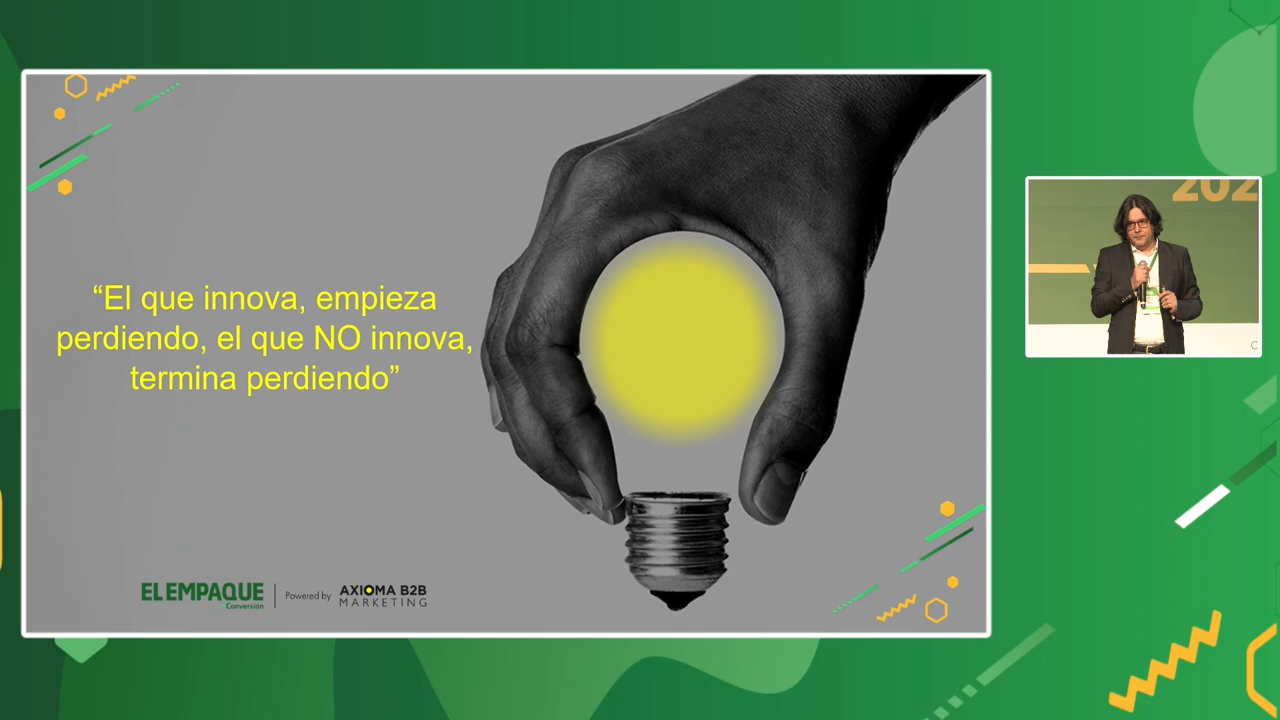 “El que innova, empieza
perdiendo, el que NO innova,
termina perdiendo”
EL EMPAQUE
Conversión
Powered by
AXIOMA B2B
MARKETING
202
C